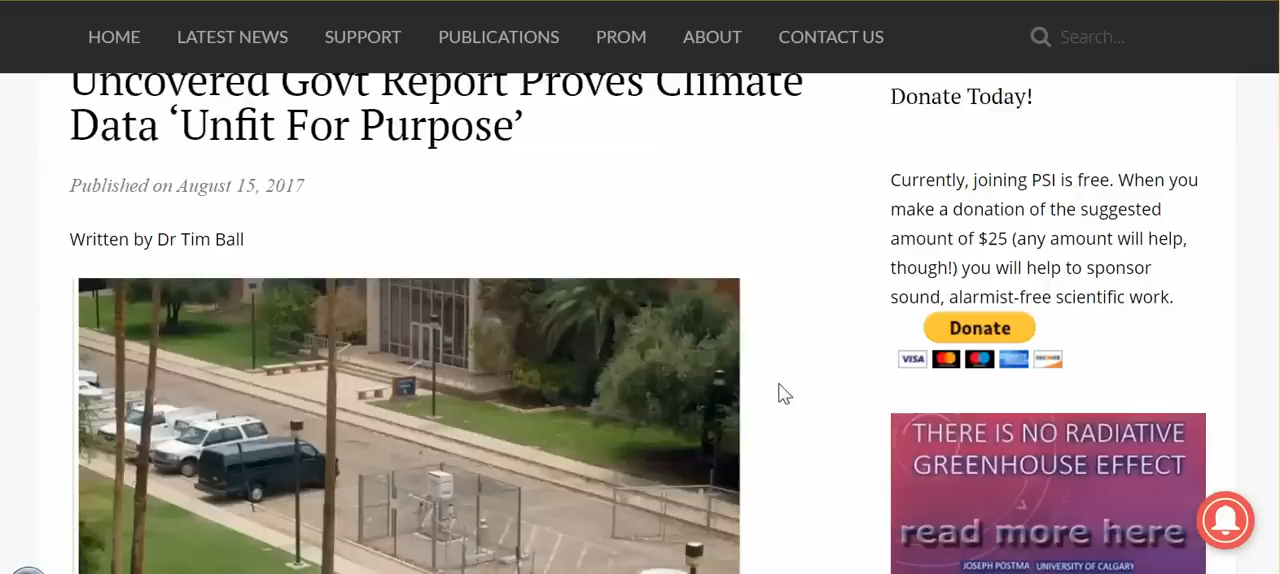 HOME LATEST NEWS SUPPORT PUBLICATIONS PROM ABOUT CONTACT US Search...
Uncovered Govt Report Proves Climate
Data ‘Unfit For Purpose’
Published on August 15, 2017
Written by Dr Tim Ball
Donate Today!
Currently, joining PSI is free. When you
make a donation of the suggested
amount of $25 (any amount will help,
though!) you will help to sponsor
sound, alarmist-free scientific work.
Donate
VISA DISCOVER
THERE IS NO RADIATIVE
GREENHOUSE EFFECT
read more here
JOSEPH POSTMA UNIVERSITY OF CALGARY